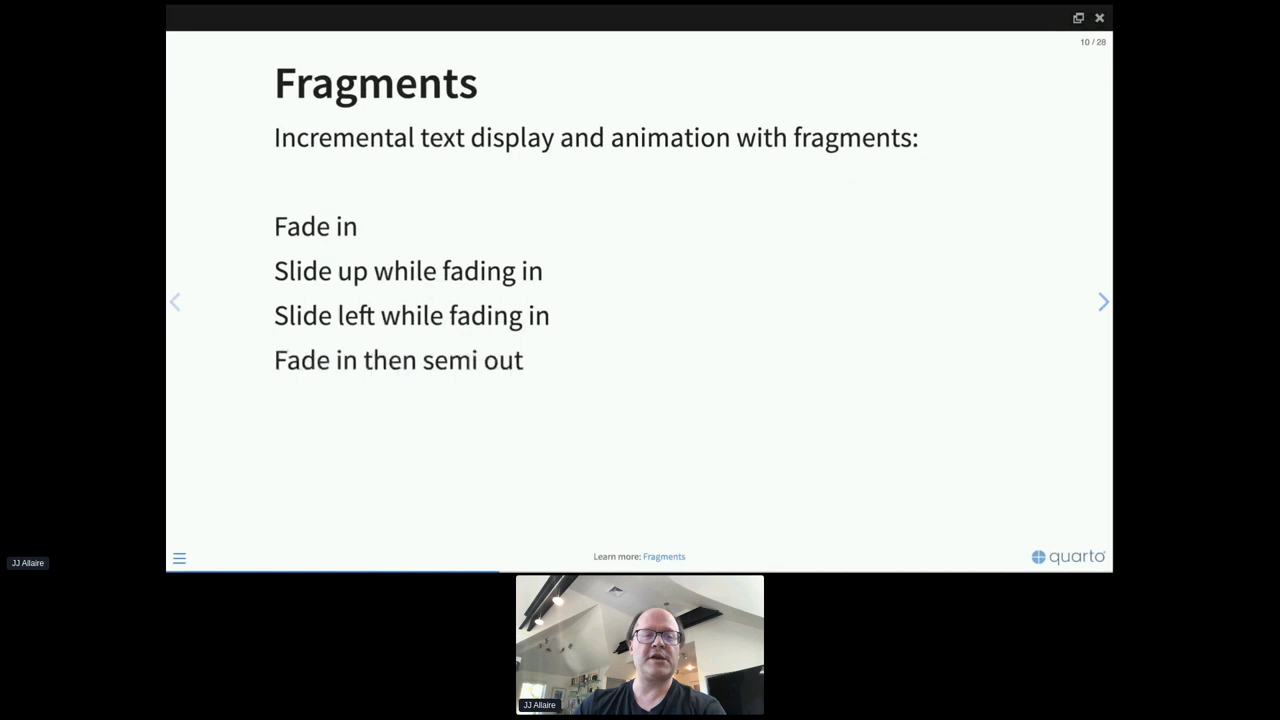 10 / 28
Fragments
Incremental text display and animation with fragments:
Fade in
Slide up while fading in
Slide left while fading in
Fade in then semi out
Learn more: Fragments
quarto
JJ Allaire
JJ Allaire